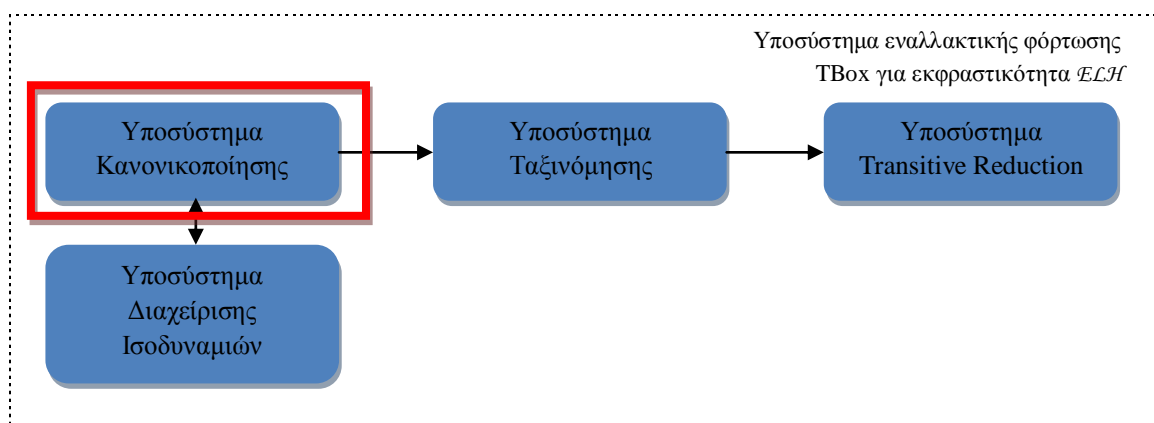 Υποσύστημα εναλλακτικής φόρτωσης
TBox για εκφραστικότητα ℰℒℋ
Υποσύστημα
Κανονικοποίησης
Υποσύστημα
Ταξινόμησης
Υποσύστημα
Transitive Reduction
Υποσύστημα
Διαχείρισης
Ισοδυναμιών